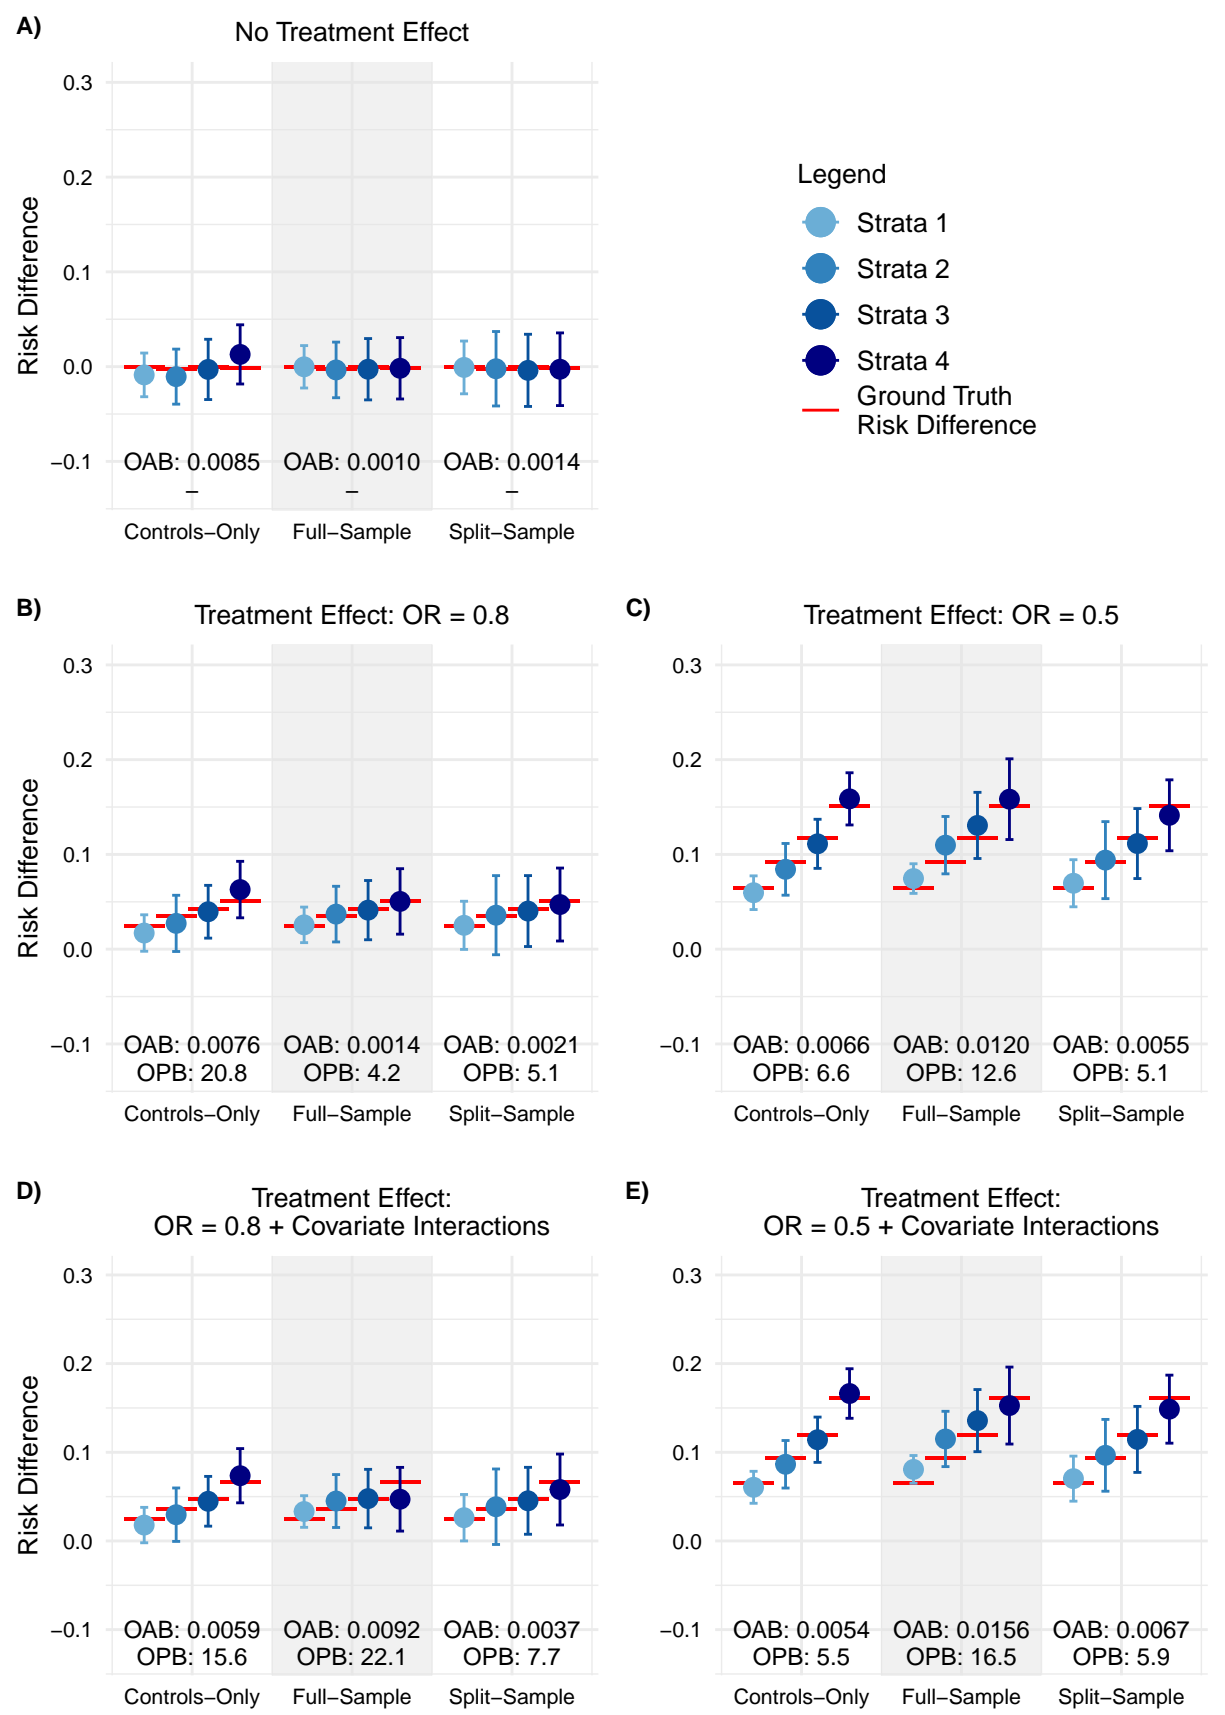 A)
No Treatment Effect
Risk Difference
0.3
0.2
0.1
0.0
−0.1
OAB: 0.0085
OAB: 0.0010
OAB: 0.0014
−
−
−
Controls−Only
Full−Sample
Split−Sample
Legend
Strata 1
Strata 2
Strata 3
Strata 4
Ground Truth
Risk Difference
B)
Treatment Effect: OR = 0.8
Risk Difference
0.3
0.2
0.1
0.0
−0.1
OAB: 0.0076
OAB: 0.0014
OAB: 0.0021
OPB: 20.8
OPB: 4.2
OPB: 5.1
Controls−Only
Full−Sample
Split−Sample
C)
Treatment Effect: OR = 0.5
0.3
0.2
0.1
0.0
−0.1
OAB: 0.0066
OAB: 0.0120
OAB: 0.0055
OPB: 6.6
OPB: 12.6
OPB: 5.1
Controls−Only
Full−Sample
Split−Sample
D)
Treatment Effect:
OR = 0.8 + Covariate Interactions
Risk Difference
0.3
0.2
0.1
0.0
−0.1
OAB: 0.0059
OAB: 0.0092
OAB: 0.0037
OPB: 15.6
OPB: 22.1
OPB: 7.7
Controls−Only
Full−Sample
Split−Sample
E)
Treatment Effect:
OR = 0.5 + Covariate Interactions
0.3
0.2
0.1
0.0
−0.1
OAB: 0.0054
OAB: 0.0156
OAB: 0.0067
OPB: 5.5
OPB: 16.5
OPB: 5.9
Controls−Only
Full−Sample
Split−Sample